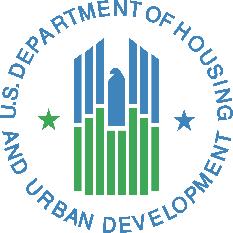 U.S. DEPARTMENT OF HOUSING
AND URBAN DEVELOPMENT